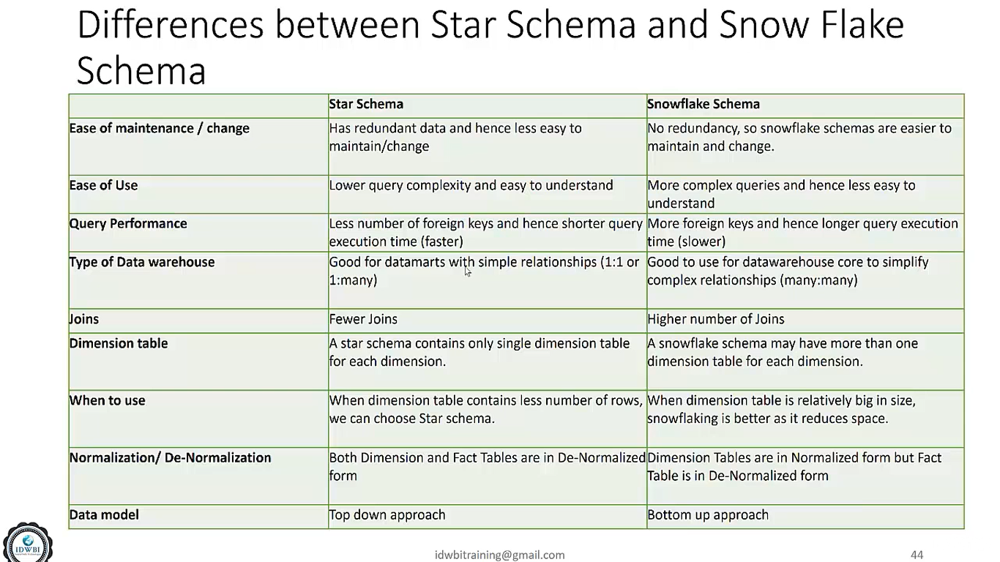 Differences between Star Schema and Snow Flake
Schema
Star Schema
Snowflake Schema
Ease of maintenance / change
Has redundant data and hence less easy to
maintain/change
No redundancy, so snowflake schemas are easier to
maintain and change.
Ease of Use
Lower query complexity and easy to understand
More complex queries and hence less easy to
understand
Query Performance
Less number of foreign keys and hence shorter query
execution time (faster)
More foreign keys and hence longer query execution
time (slower)
Type of Data warehouse
Good for datamarts with simple relationships (1:1 or
1:many)
Good to use for datawarehouse core to simplify
complex relationships (many:many)
Joins
Fewer Joins
Higher number of Joins
Dimension table
A star schema contains only single dimension table
for each dimension.
A snowflake schema may have more than one
dimension table for each dimension.
When to use
When dimension table contains less number of rows,
we can choose Star schema.
When dimension table is relatively big in size,
snowflaking is better as it reduces space.
Normalization/ De-Normalization
Both Dimension and Fact Tables are in De-Normalized
form
Dimension Tables are in Normalized form but Fact
Table is in De-Normalized form
Data model
Top down approach
Bottom up approach
IDWBI
idwbitraining@gmail.com
44